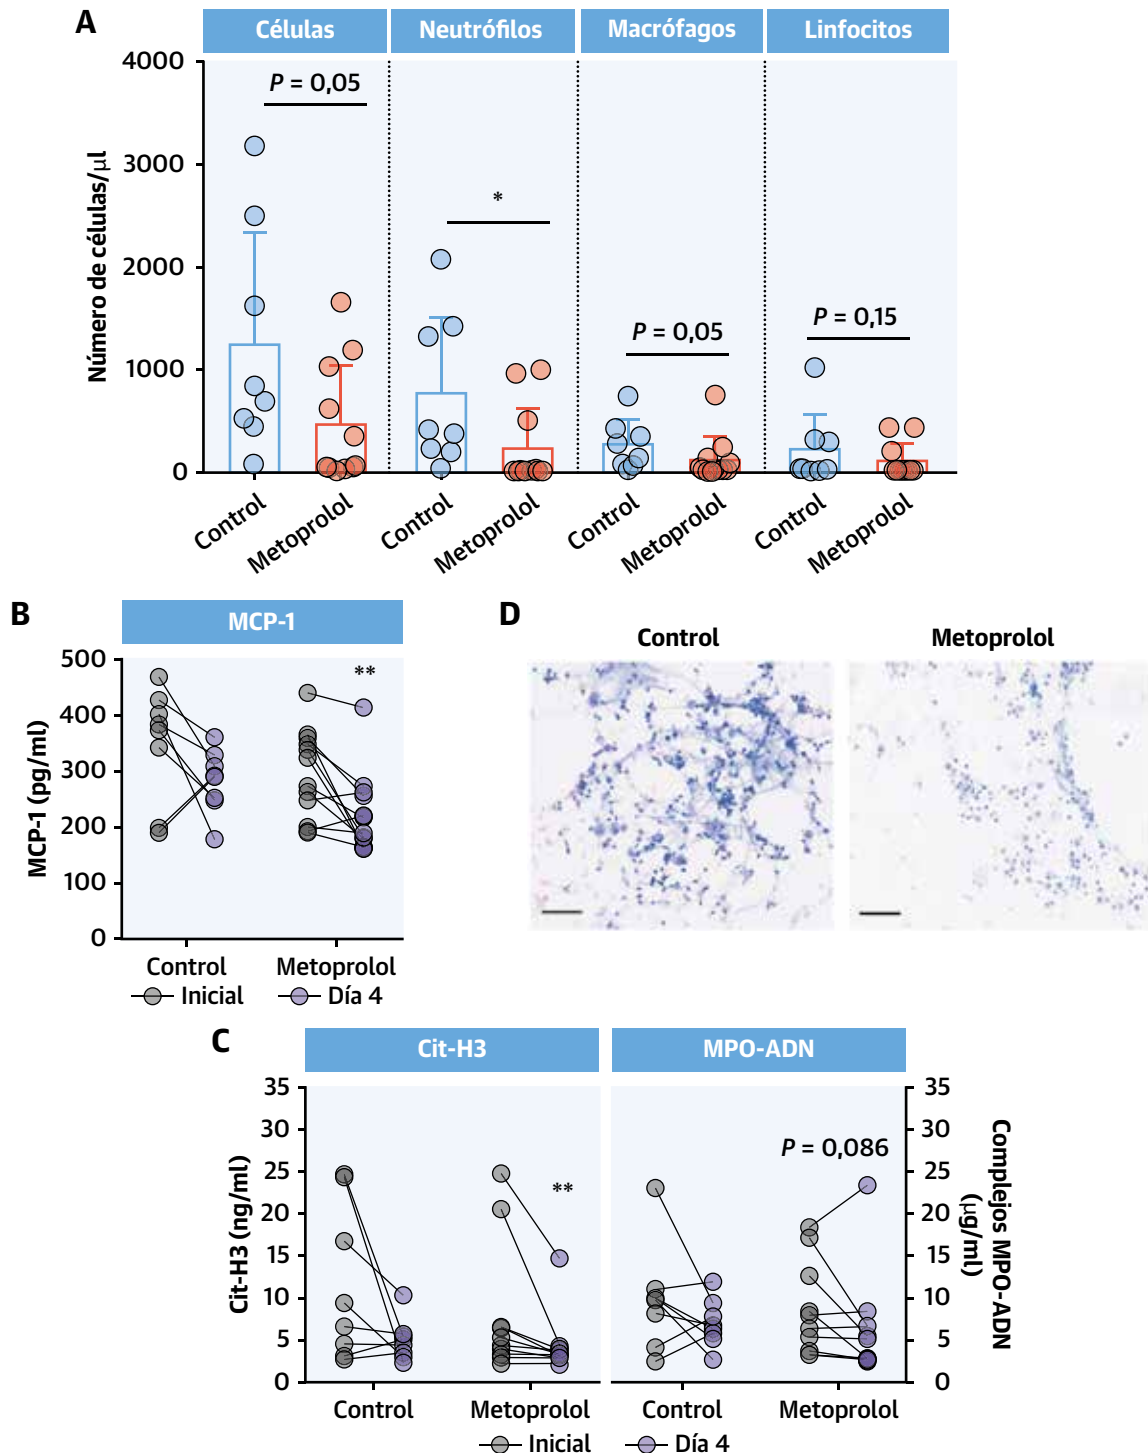 A
Células
Neutrófilos
Macrófagos
Linfocitos
Número de células/μl
4000
3000
2000
1000
0
P = 0,05
*
P = 0,05
P = 0,15
Control
Metoprolol
Control
Metoprolol
Control
Metoprolol
Control
Metoprolol
B
MCP-1
MCP-1 (pg/ml)
500
400
300
200
100
0
**
Control
Metoprolol
Inicial
Día 4
D
Control
Metoprolol
C
Cit-H3
MPO-ADN
Cit-H3 (ng/ml)
35
30
25
20
15
10
5
0
**
P = 0,086
35
30
25
20
15
10
5
0
Complejos MPO-ADN
(μg/ml)
Control
Metoprolol
Control
Metoprolol
Inicial
Día 4